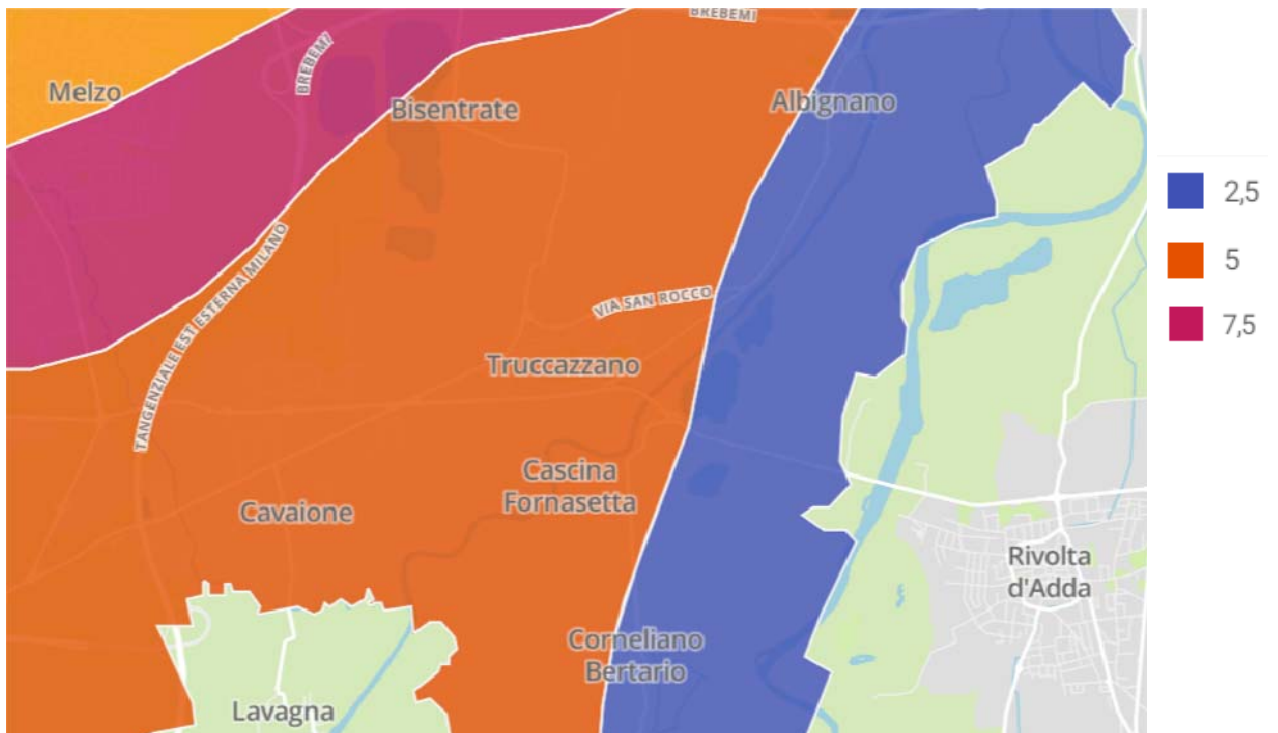 BREBEMI
BREBEMI
Melzo
Bisentrate
Albignano
2,5
5
7,5
TANGENZIALE EST ESTERNA MILANO
VIA SAN ROCCO
Truccazzano
Cascina
Fornasetta
Cavaione
Rivolta
d'Adda
Corneliano
Bertario
Lavagna